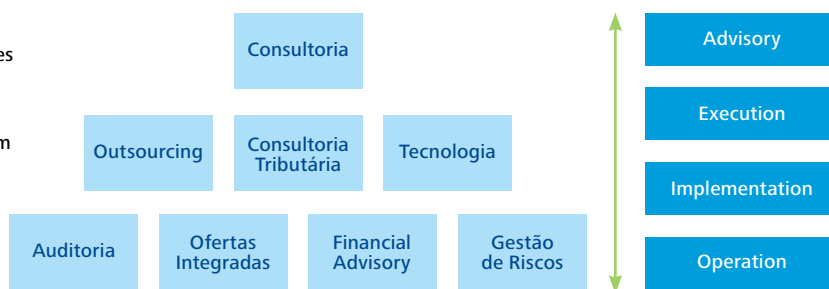 es
m
Consultoria
Outsourcing
Consultoria
Tributária
Tecnologia
Auditoria
Ofertas
Integradas
Financial
Advisory
Gestão
de Riscos
Advisory
Execution
Implementation
Operation